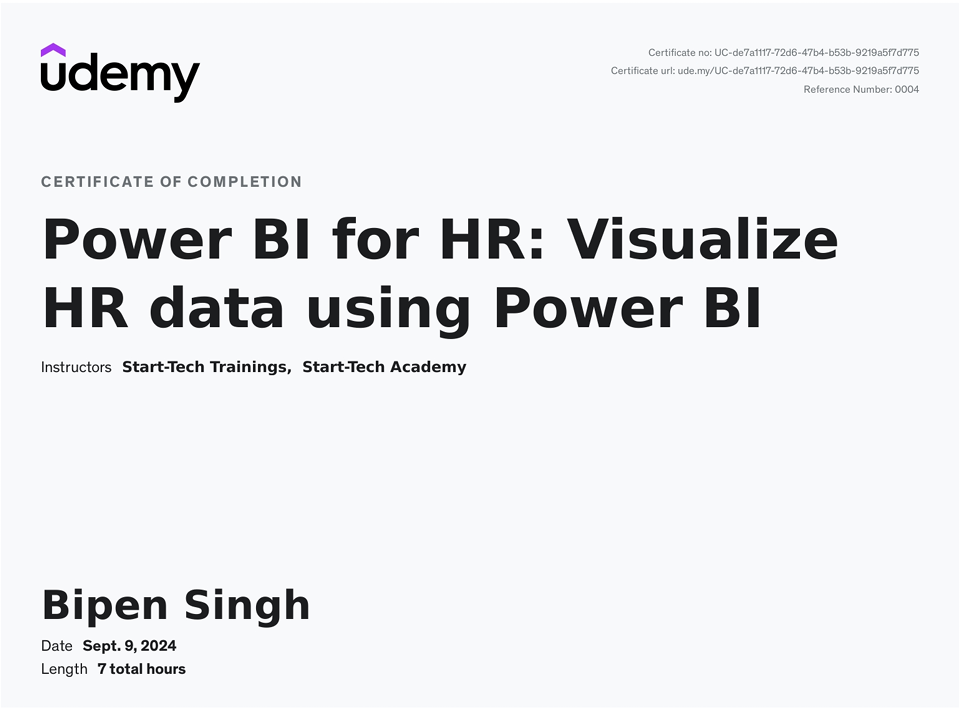 udemy
Certificate no: UC-de7a1117-72d6-47b4-b53b-9219a5f7d775
Certificate url: ude.my/UC-de7a1117-72d6-47b4-b53b-9219a5f7d775
Reference Number: 0004
CERTIFICATE OF COMPLETION
Power BI for HR: Visualize
HR data using Power BI
Instructors Start-Tech Trainings, Start-Tech Academy
Bipen Singh
Date Sept. 9, 2024
Length 7 total hours